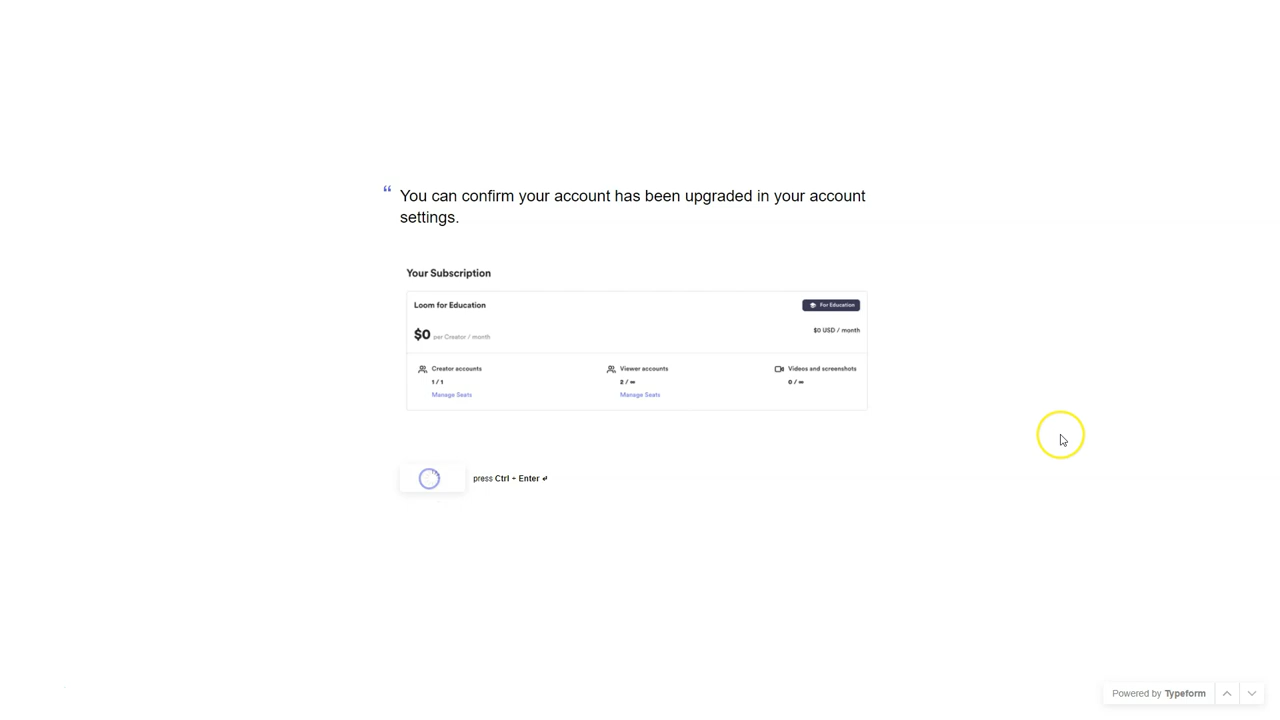 “ You can confirm your account has been upgraded in your account
settings.
Your Subscription
Loom for Education
For Education
$0 per Creator / month
$0 USD / month
Creator accounts
Viewer accounts
Videos and screenshots
1 / 1
2 / ∞
0 / ∞
Manage Seats
Manage Seats
press Ctrl + Enter ↵
Powered by Typeform